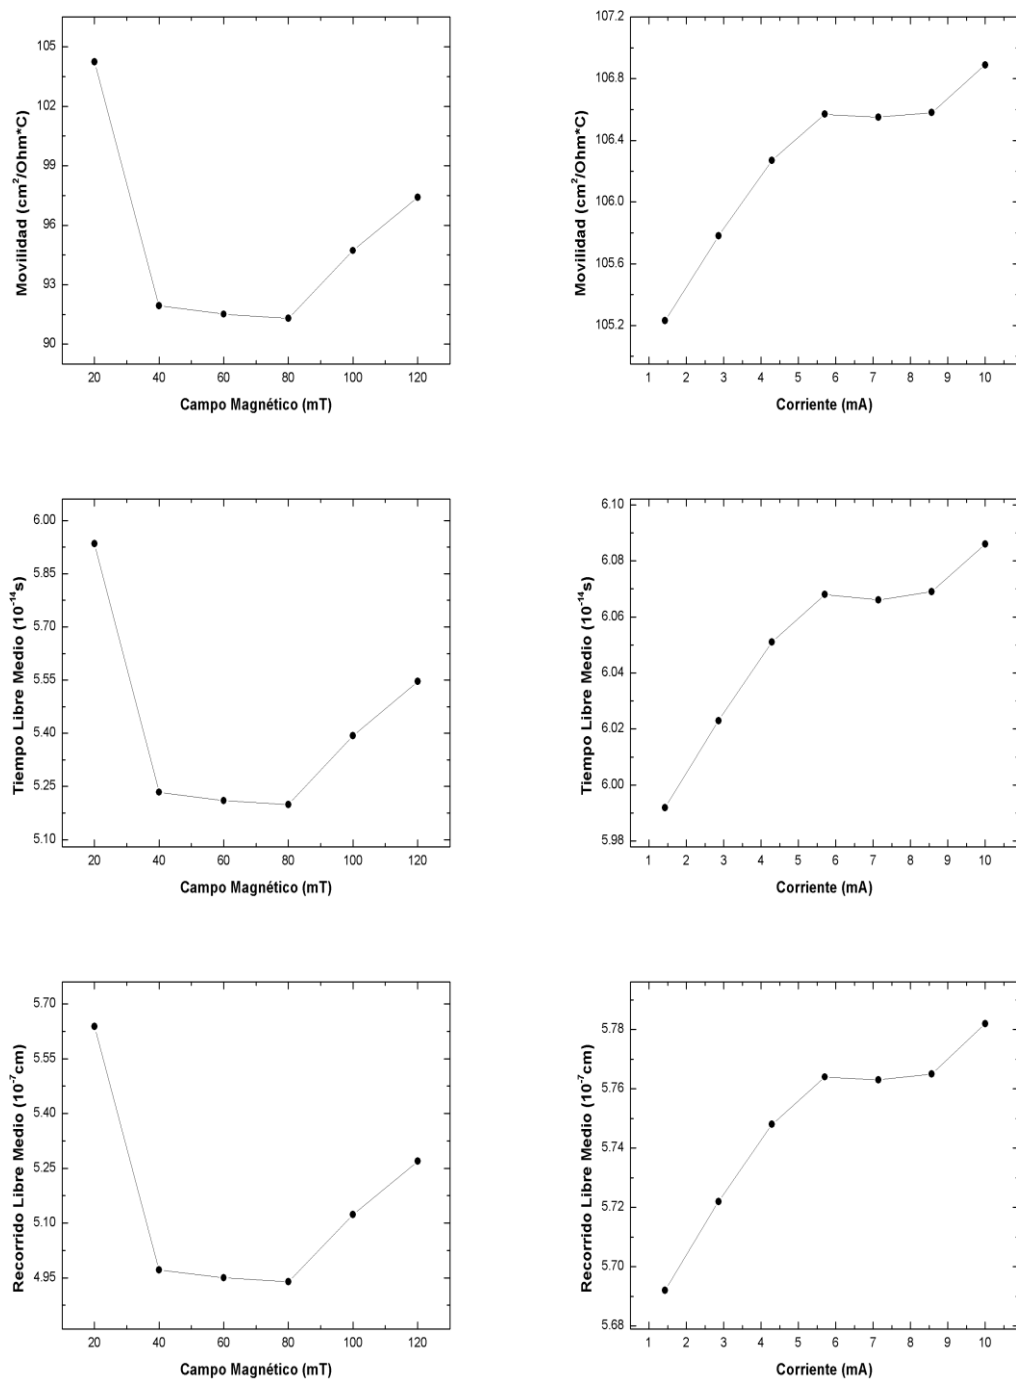 Movilidad (cm²/Ohm*C)
105
102
99
96
93
90
20 40 60 80 100 120
Campo Magnético (mT)
Movilidad (cm²/Ohm*C)
107.2
106.8
106.4
106.0
105.6
105.2
1 2 3 4 5 6 7 8 9 10
Corriente (mA)
Tiempo Libre Medio (10⁻¹⁴s)
6.00
5.85
5.70
5.55
5.40
5.25
5.10
20 40 60 80 100 120
Campo Magnético (mT)
Tiempo Libre Medio (10⁻¹⁴s)
6.10
6.08
6.06
6.04
6.02
6.00
5.98
1 2 3 4 5 6 7 8 9 10
Corriente (mA)
Recorrido Libre Medio (10⁻⁷cm)
5.70
5.55
5.40
5.25
5.10
4.95
20 40 60 80 100 120
Campo Magnético (mT)
Recorrido Libre Medio (10⁻⁷cm)
5.78
5.76
5.74
5.72
5.70
5.68
1 2 3 4 5 6 7 8 9 10
Corriente (mA)